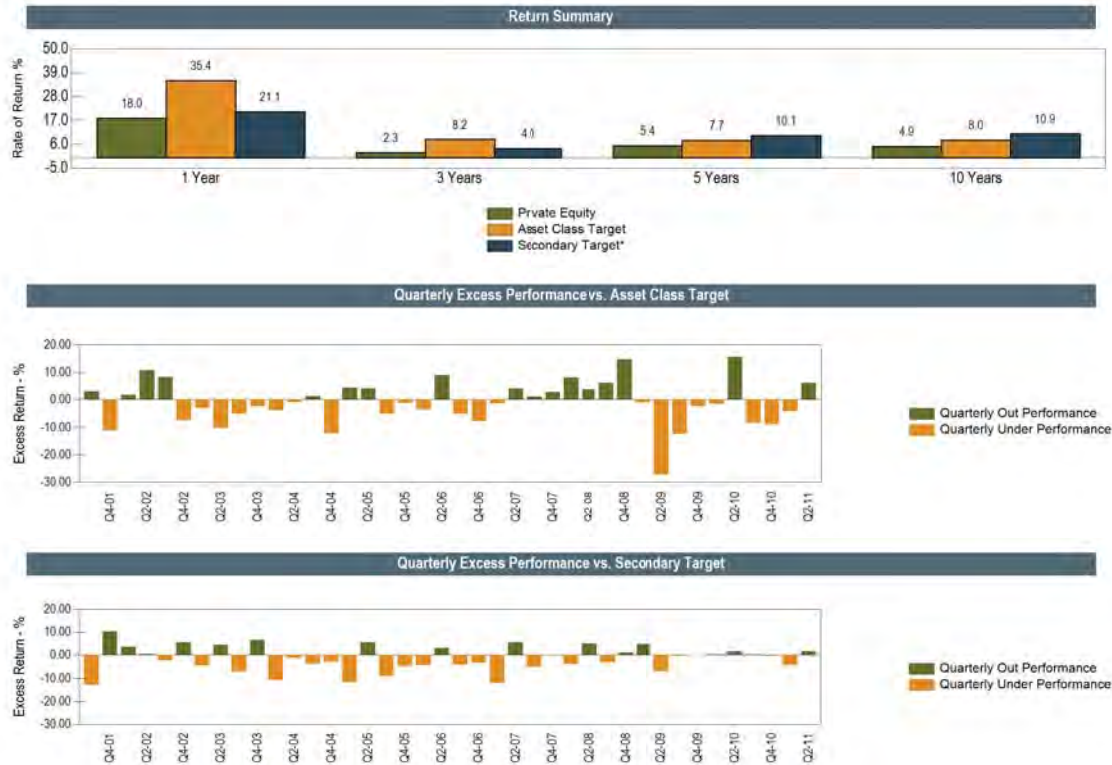 Return Summary
Rate of Return %
50.0
39.0
28.0
17.0
6.0
-5.0
18.0
35.4
21.1
2.3
8.2
4.0
5.4
7.7
10.1
4.9
8.0
10.9
1 Year
3 Years
5 Years
10 Years
Private Equity
Asset Class Target
Secondary Target*
Quarterly Excess Performance vs. Asset Class Target
Excess Return - %
20.00
10.00
0.00
-10.00
-20.00
-30.00
Q4-01
Q2-02
Q4-02
Q2-03
Q4-03
Q2-04
Q4-04
Q2-05
Q4-05
Q2-06
Q4-06
Q2-07
Q4-07
Q2-08
Q4-08
Q2-09
Q4-09
Q2-10
Q4-10
Q2-11
Quarterly Out Performance
Quarterly Under Performance
Quarterly Excess Performance vs. Secondary Target
Excess Return - %
20.00
10.00
0.00
-10.00
-20.00
-30.00
Q4-01
Q2-02
Q4-02
Q2-03
Q4-03
Q2-04
Q4-04
Q2-05
Q4-05
Q2-06
Q4-06
Q2-07
Q4-07
Q2-08
Q4-08
Q2-09
Q4-09
Q2-10
Q4-10
Q2-11
Quarterly Out Performance
Quarterly Under Performance